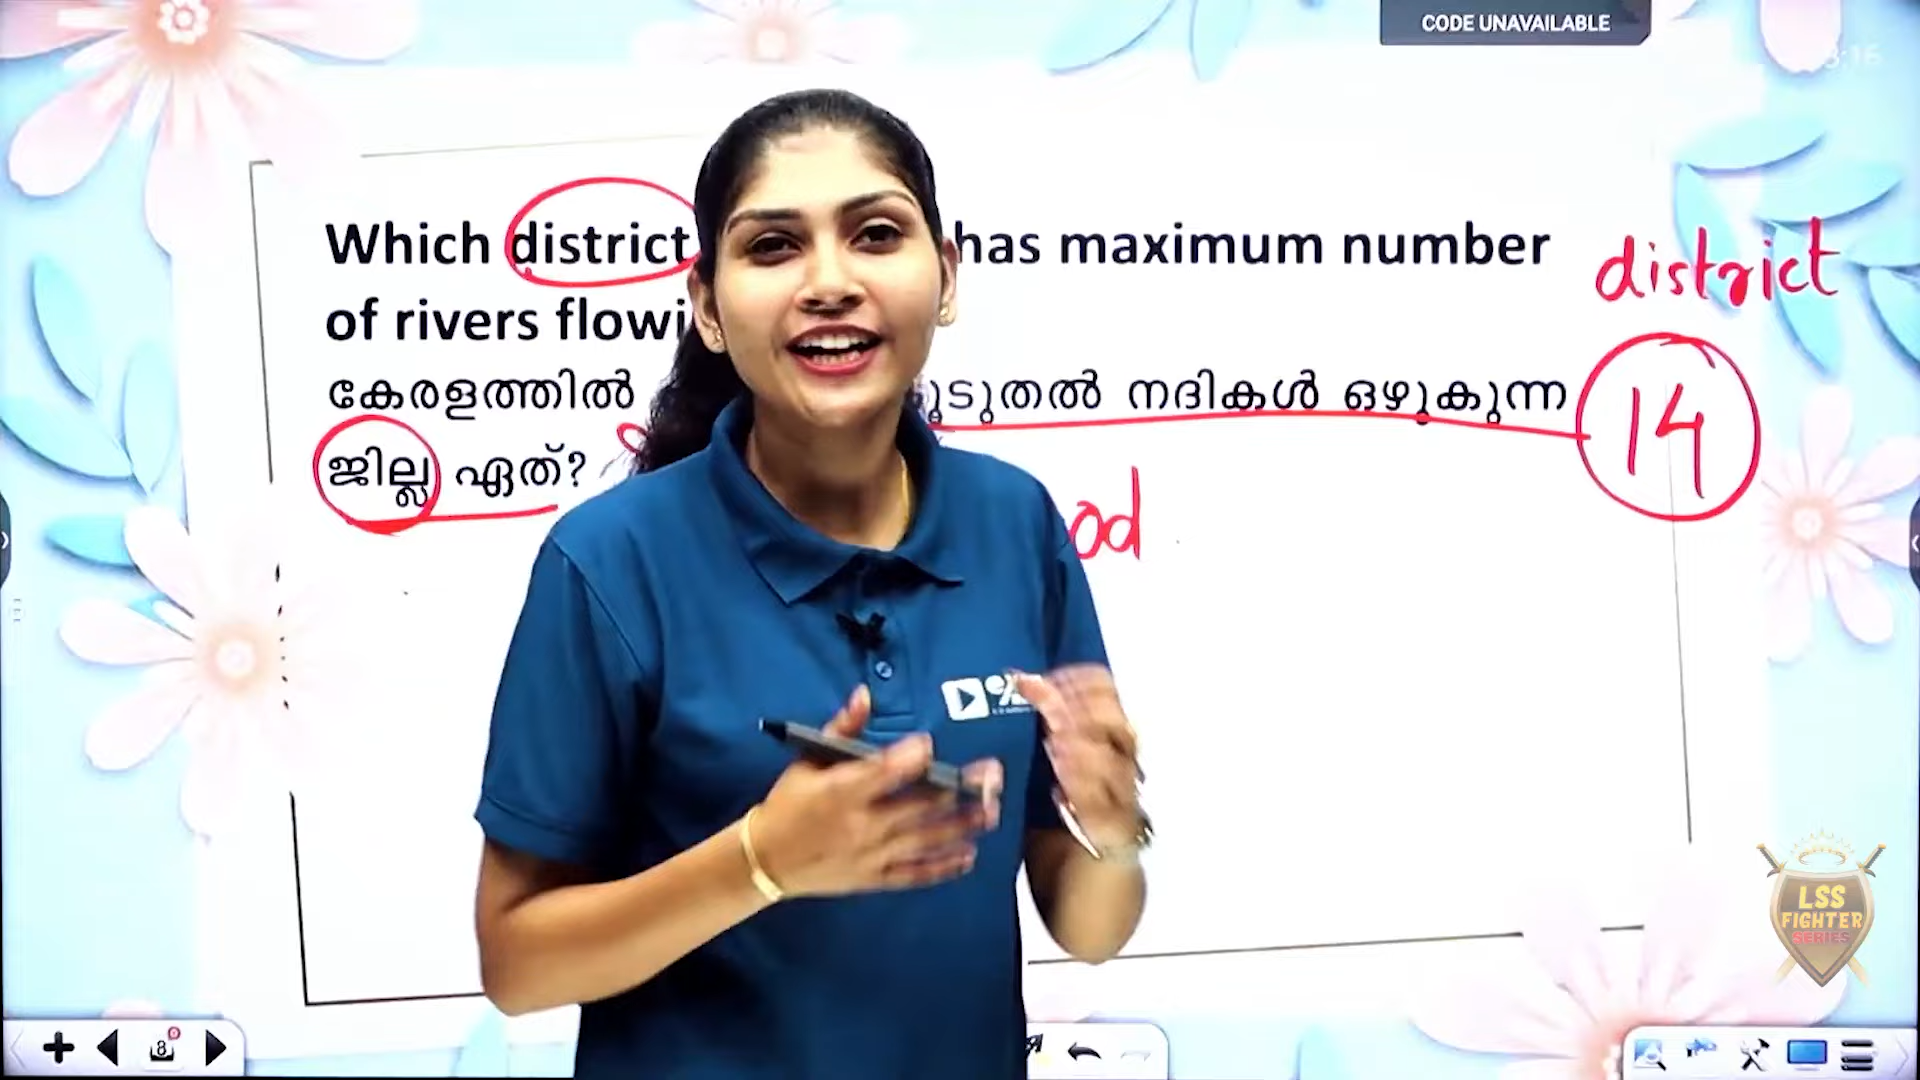 CODE UNAVAILABLE
Which district has maximum number
of rivers
കേരളത്തിൽ നദികൾ ഒഴുകുന്ന
ജില്ല ഏത്?
district
14
LSS
FIGHTER
SERIES
8